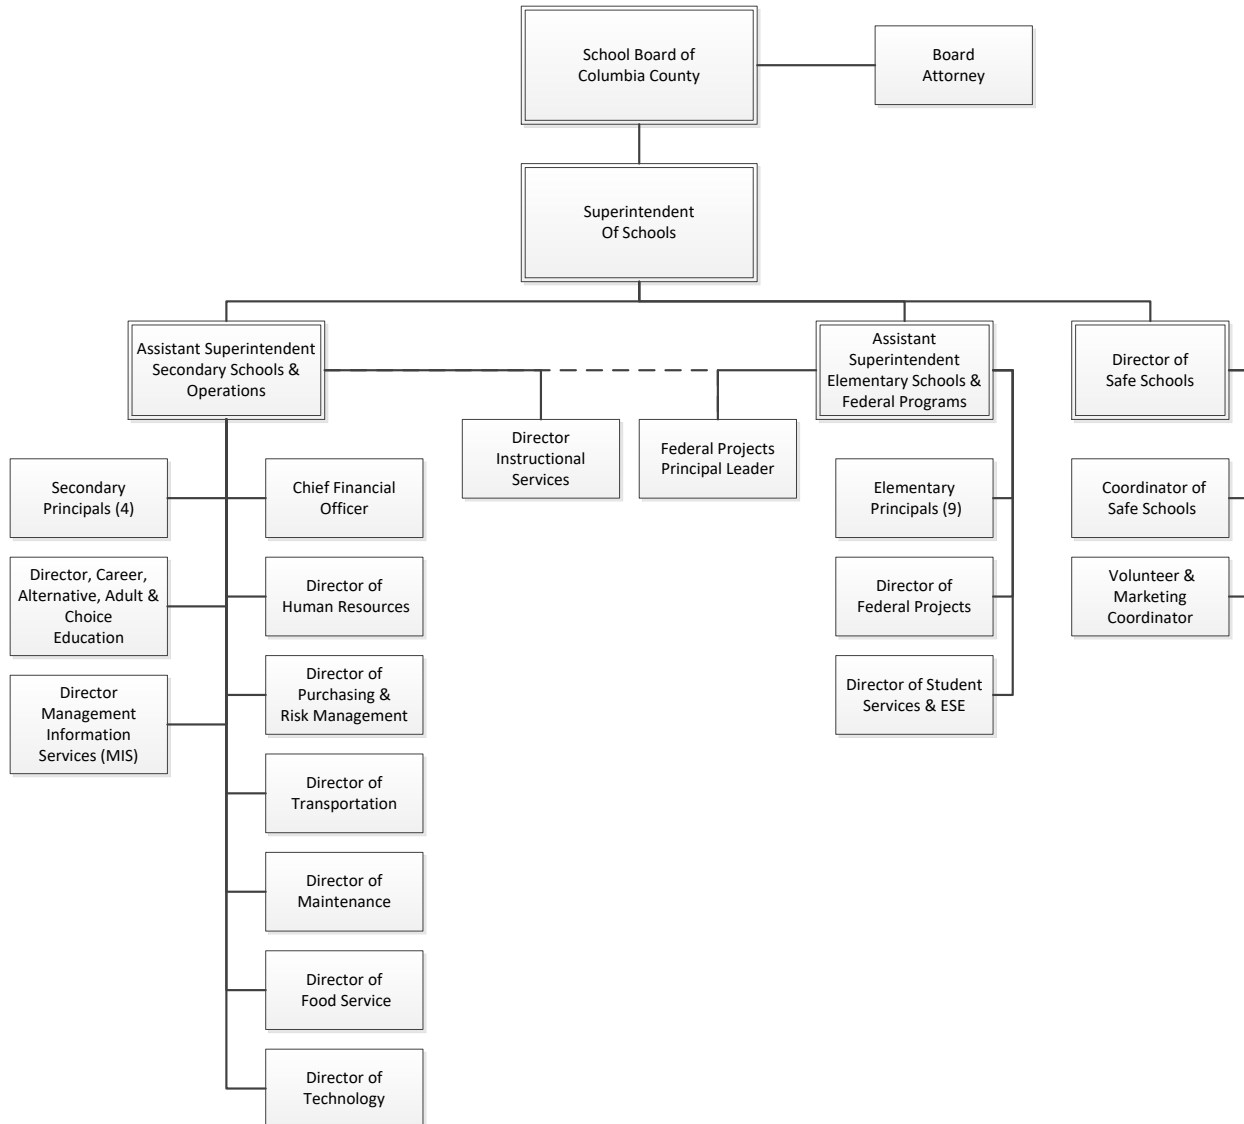 School Board of
Columbia County
Board
Attorney
Superintendent
Of Schools
Assistant Superintendent
Secondary Schools &
Operations
Assistant
Superintendent
Elementary Schools &
Federal Programs
Director of
Safe Schools
Director
Instructional
Services
Federal Projects
Principal Leader
Secondary
Principals (4)
Chief Financial
Officer
Elementary
Principals (9)
Coordinator of
Safe Schools
Director, Career,
Alternative, Adult &
Choice
Education
Director of
Human Resources
Director of
Federal Projects
Volunteer &
Marketing
Coordinator
Director
Management
Information
Services (MIS)
Director of
Purchasing &
Risk Management
Director of Student
Services & ESE
Director of
Transportation
Director of
Maintenance
Director of
Food Service
Director of
Technology